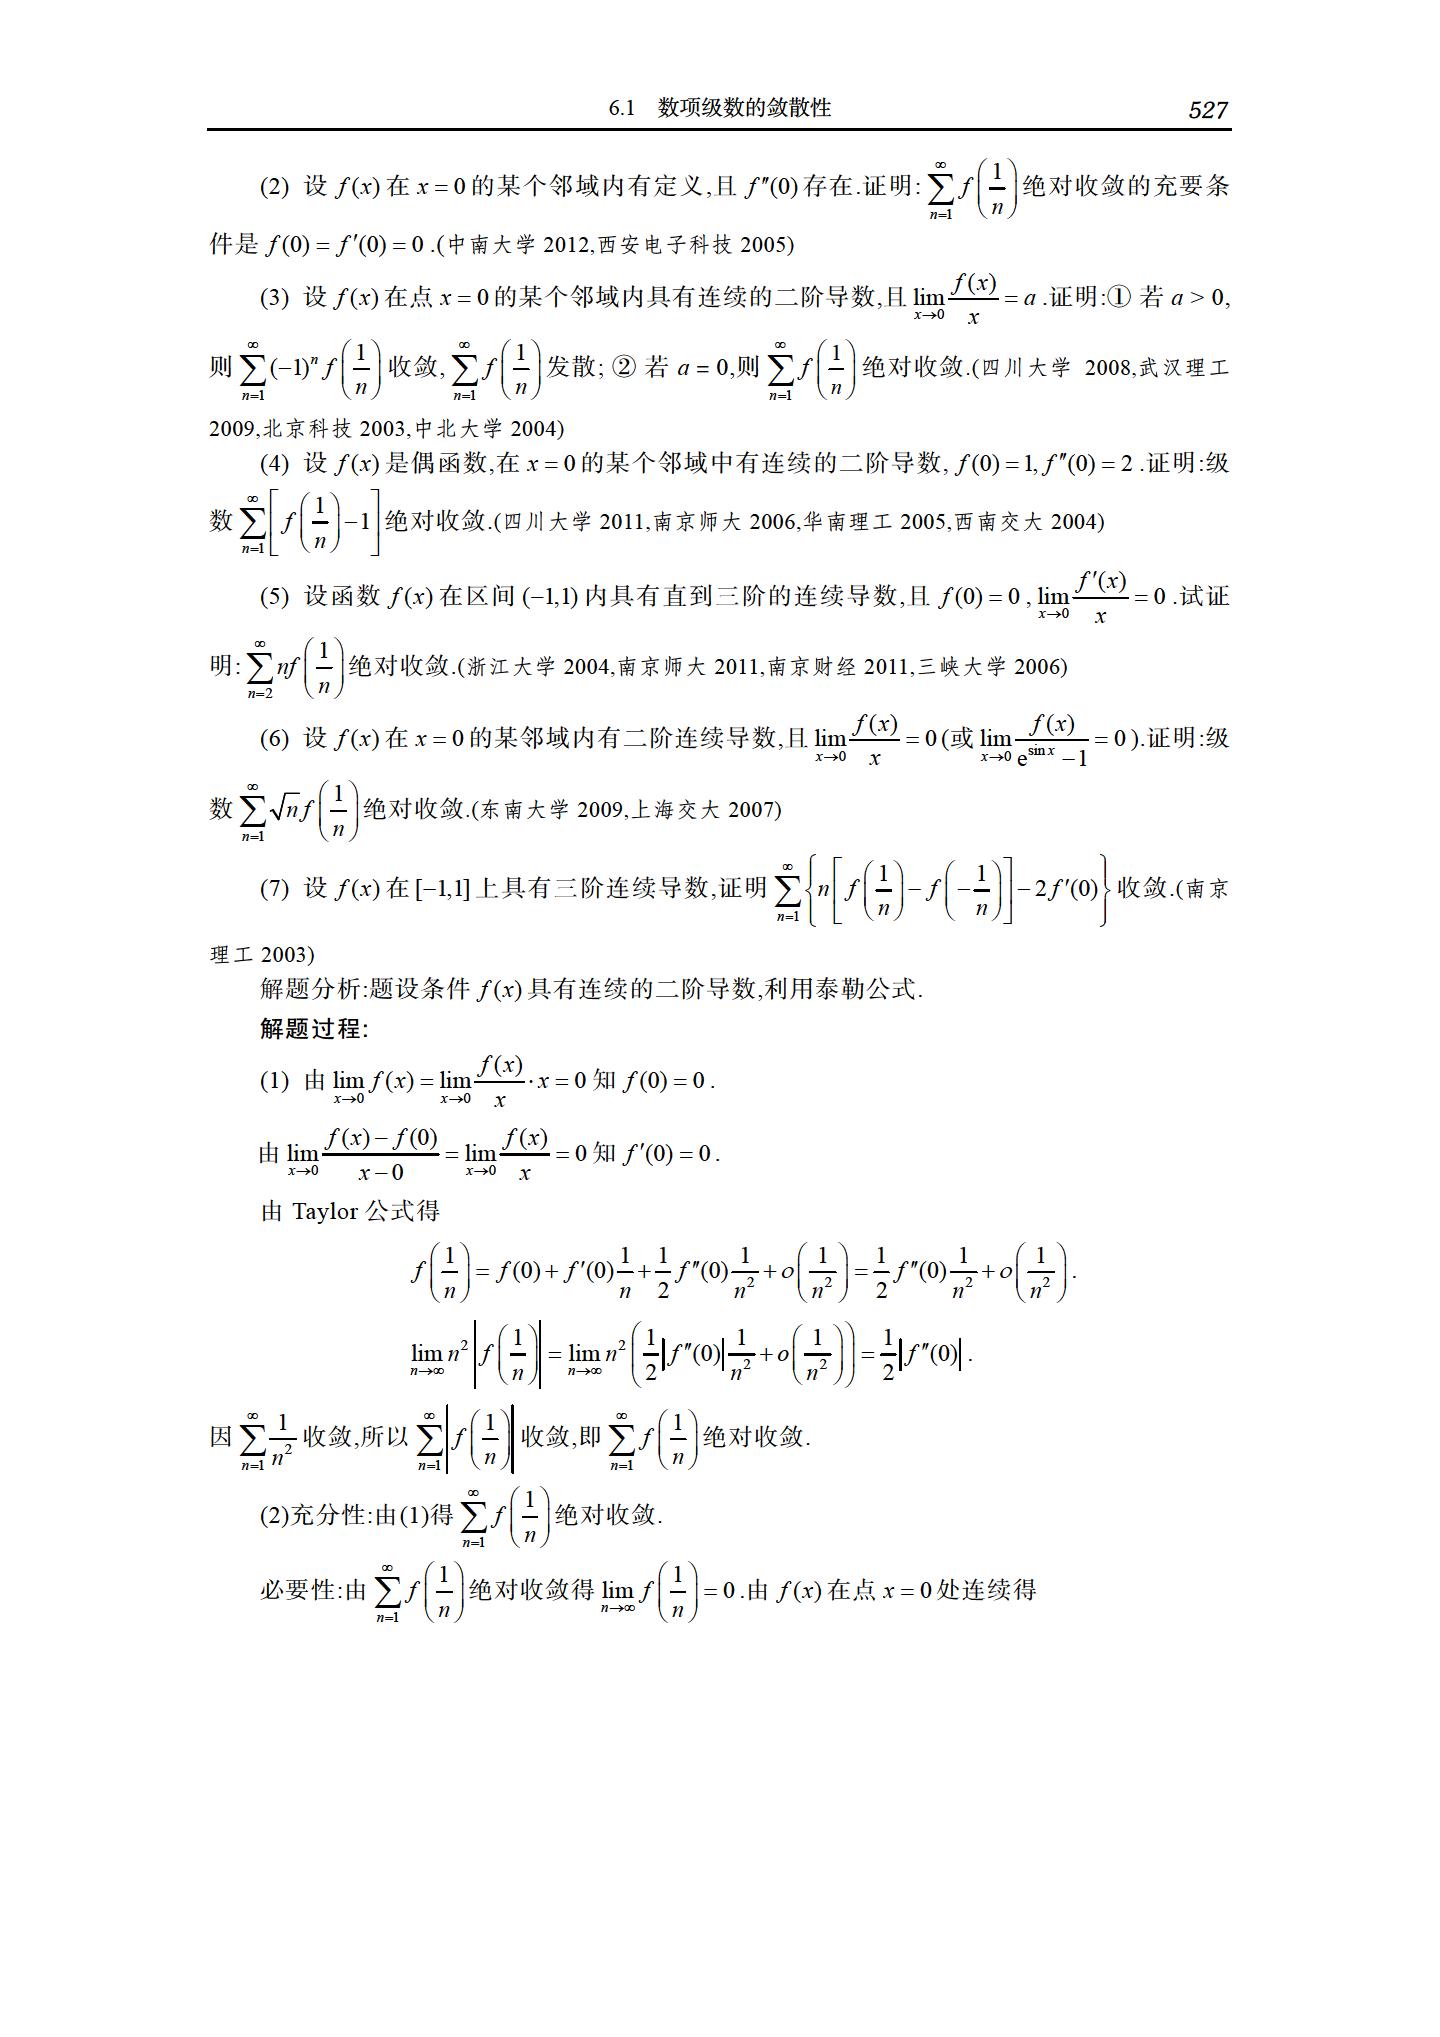 6.1 数项级数的敛散性 527
(2) 设 $f(x)$ 在 $x=0$ 的某个邻域内有定义,且 $f''(0)$ 存在.证明: $\sum_{n=1}^{\infty} f\left(\frac{1}{n}\right)$ 绝对收敛的充要条
件是 $f(0)=f'(0)=0$ .(中南大学 2012,西安电子科技 2005)
(3) 设 $f(x)$ 在点 $x=0$ 的某个邻域内具有连续的二阶导数,且 $\lim_{x\to 0}\frac{f(x)}{x}=a$ .证明:① 若 $a>0$,
则 $\sum_{n=1}^{\infty}(-1)^n f\left(\frac{1}{n}\right)$ 收敛, $\sum_{n=1}^{\infty} f\left(\frac{1}{n}\right)$ 发散; ② 若 $a=0$,则 $\sum_{n=1}^{\infty} f\left(\frac{1}{n}\right)$ 绝对收敛.(四川大学 2008,武汉理工
2009,北京科技 2003,中北大学 2004)
(4) 设 $f(x)$ 是偶函数,在 $x=0$ 的某个邻域中有连续的二阶导数, $f(0)=1, f''(0)=2$ .证明:级
数 $\sum_{n=1}^{\infty}\left[f\left(\frac{1}{n}\right)-1\right]$ 绝对收敛.(四川大学 2011,南京师大 2006,华南理工 2005,西南交大 2004)
(5) 设函数 $f(x)$ 在区间 $(-1,1)$ 内具有直到三阶的连续导数,且 $f(0)=0$ , $\lim_{x\to 0}\frac{f'(x)}{x}=0$ .试证
明: $\sum_{n=2}^{\infty} nf\left(\frac{1}{n}\right)$ 绝对收敛.(浙江大学 2004,南京师大 2011,南京财经 2011,三峡大学 2006)
(6) 设 $f(x)$ 在 $x=0$ 的某邻域内有二阶连续导数,且 $\lim_{x\to 0}\frac{f(x)}{x}=0$ (或 $\lim_{x\to 0}\frac{f(x)}{\mathrm{e}^{\sin x}-1}=0$ ).证明:级
数 $\sum_{n=1}^{\infty}\sqrt{n}f\left(\frac{1}{n}\right)$ 绝对收敛.(东南大学 2009,上海交大 2007)
(7) 设 $f(x)$ 在 $[-1,1]$ 上具有三阶连续导数,证明 $\sum_{n=1}^{\infty}\left\{n\left[f\left(\frac{1}{n}\right)-f\left(-\frac{1}{n}\right)\right]-2f'(0)\right\}$ 收敛.(南京
理工 2003)
解题分析:题设条件 $f(x)$ 具有连续的二阶导数,利用泰勒公式.
解题过程:
(1) 由 $\lim_{x\to 0} f(x)=\lim_{x\to 0}\frac{f(x)}{x}\cdot x=0$ 知 $f(0)=0$ .
由 $\lim_{x\to 0}\frac{f(x)-f(0)}{x-0}=\lim_{x\to 0}\frac{f(x)}{x}=0$ 知 $f'(0)=0$ .
由 Taylor 公式得
$f\left(\frac{1}{n}\right)=f(0)+f'(0)\frac{1}{n}+\frac{1}{2}f''(0)\frac{1}{n^2}+o\left(\frac{1}{n^2}\right)=\frac{1}{2}f''(0)\frac{1}{n^2}+o\left(\frac{1}{n^2}\right)$ .
$\lim_{n\to\infty} n^2\left|f\left(\frac{1}{n}\right)\right|=\lim_{n\to\infty} n^2\left(\frac{1}{2}\left|f''(0)\right|\frac{1}{n^2}+o\left(\frac{1}{n^2}\right)\right)=\frac{1}{2}\left|f''(0)\right|$ .
因 $\sum_{n=1}^{\infty}\frac{1}{n^2}$ 收敛,所以 $\sum_{n=1}^{\infty}\left|f\left(\frac{1}{n}\right)\right|$ 收敛,即 $\sum_{n=1}^{\infty} f\left(\frac{1}{n}\right)$ 绝对收敛.
(2)充分性:由(1)得 $\sum_{n=1}^{\infty} f\left(\frac{1}{n}\right)$ 绝对收敛.
必要性:由 $\sum_{n=1}^{\infty} f\left(\frac{1}{n}\right)$ 绝对收敛得 $\lim_{n\to\infty} f\left(\frac{1}{n}\right)=0$ .由 $f(x)$ 在点 $x=0$ 处连续得